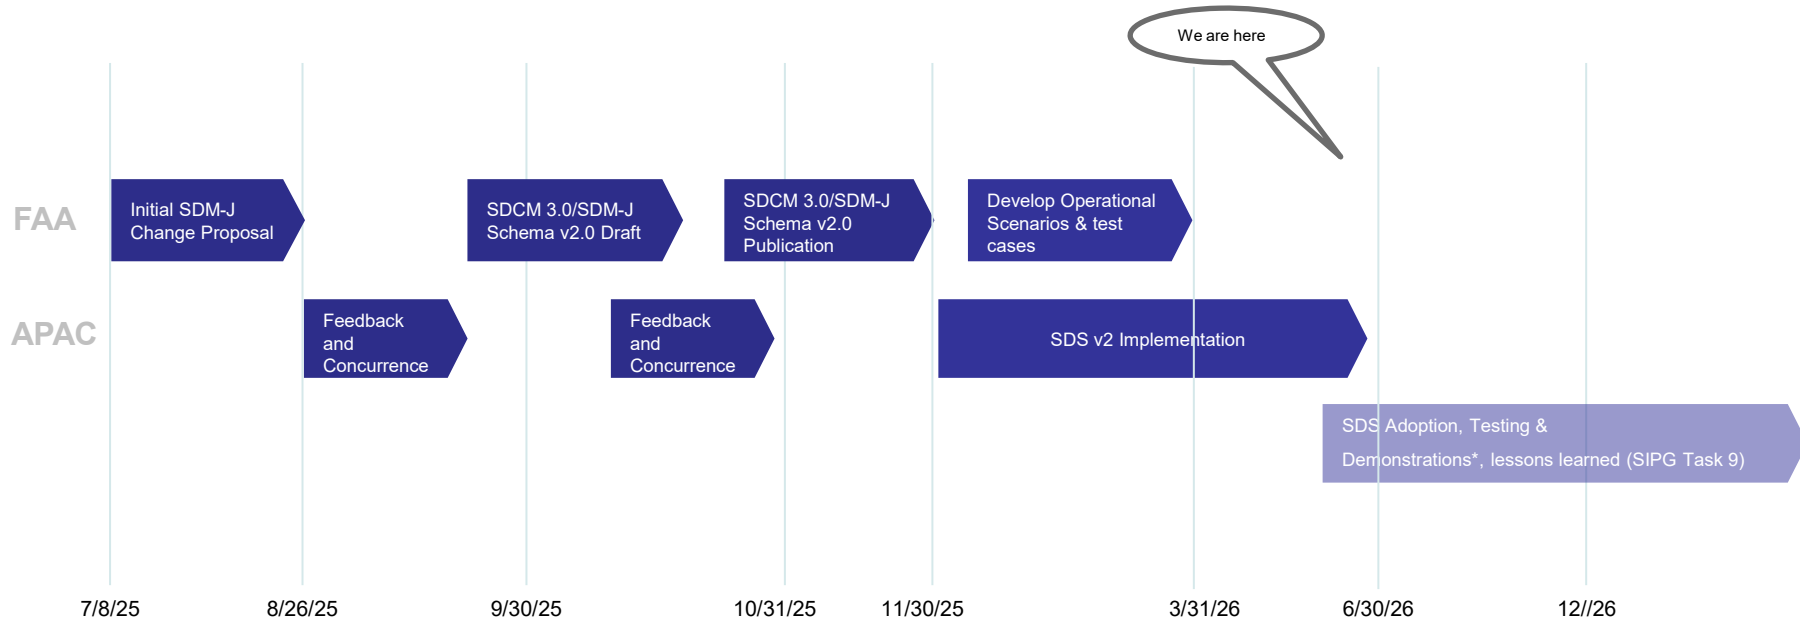 We are here
FAA
Initial SDM-J
Change Proposal
SDCM 3.0/SDM-J
Schema v2.0 Draft
SDCM 3.0/SDM-J
Schema v2.0
Publication
Develop Operational
Scenarios & test
cases
APAC
Feedback
and
Concurrence
Feedback
and
Concurrence
SDS v2 Implementation
SDS Adoption, Testing &
Demonstrations*, lessons learned (SIPG Task 9)
7/8/25
8/26/25
9/30/25
10/31/25
11/30/25
3/31/26
6/30/26
12//26